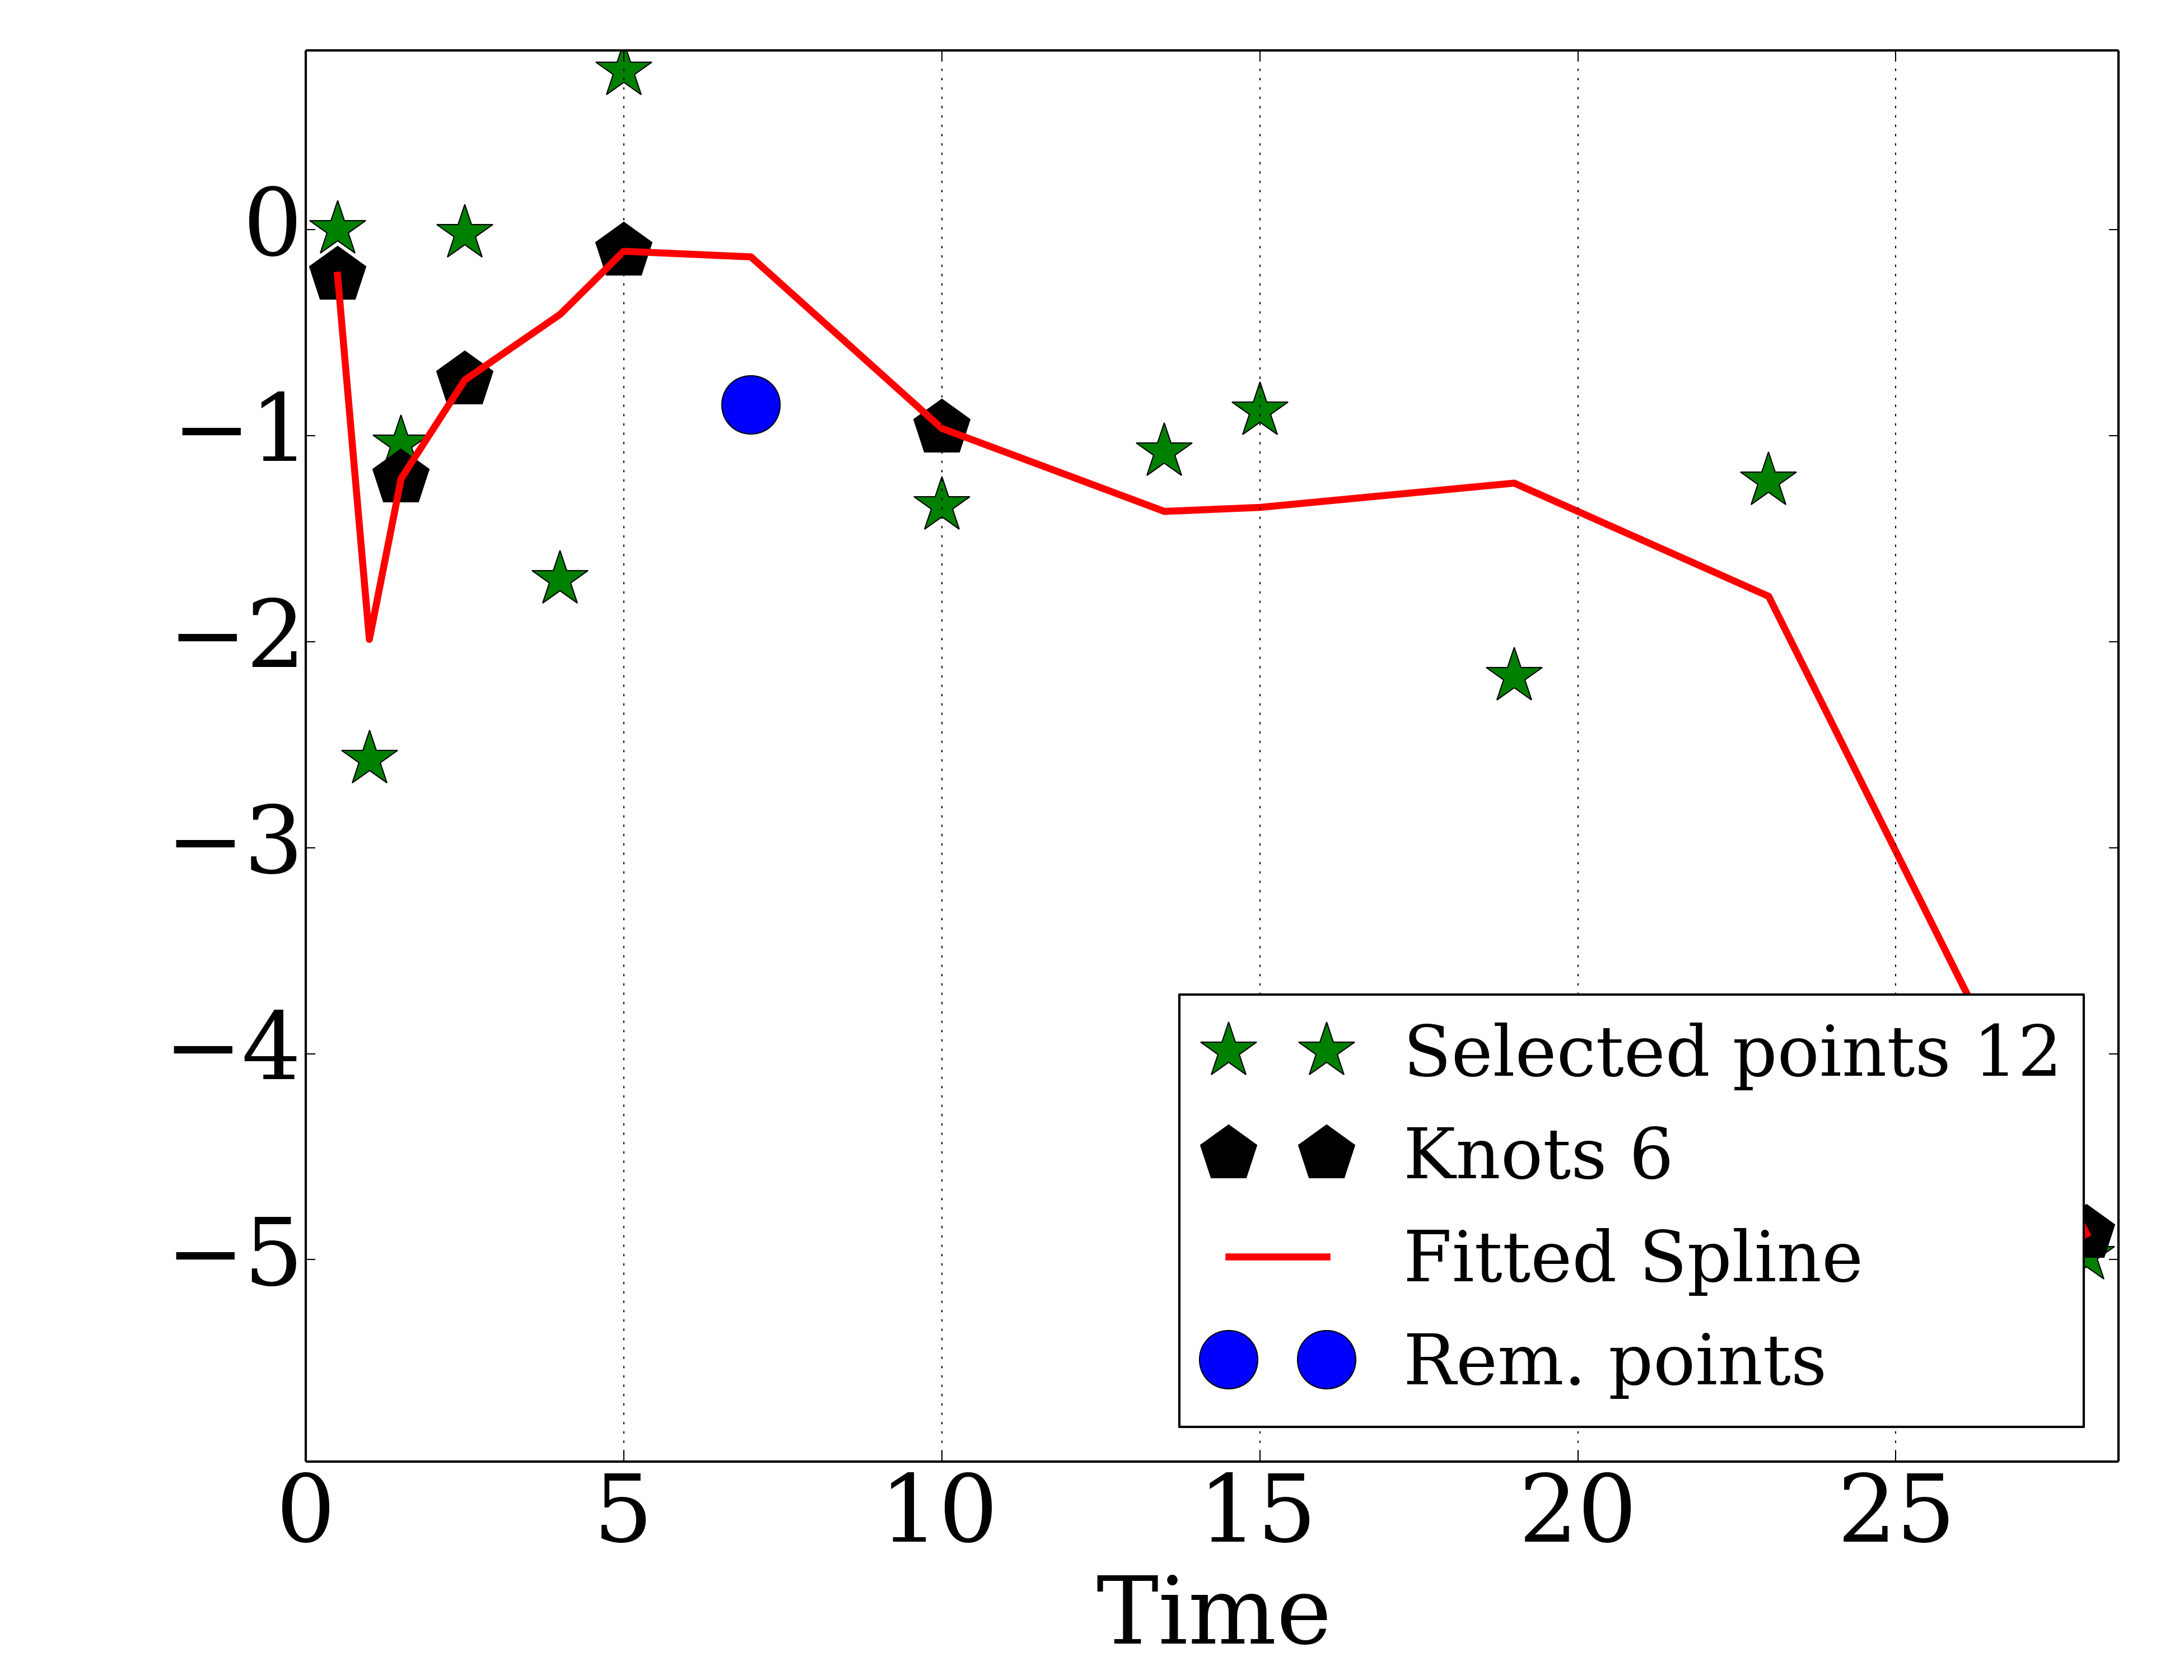 0
−1
−2
−3
−4
−5
Selected points 12
Knots 6
Fitted Spline
Rem. points
0 5 10 15 20 25
Time